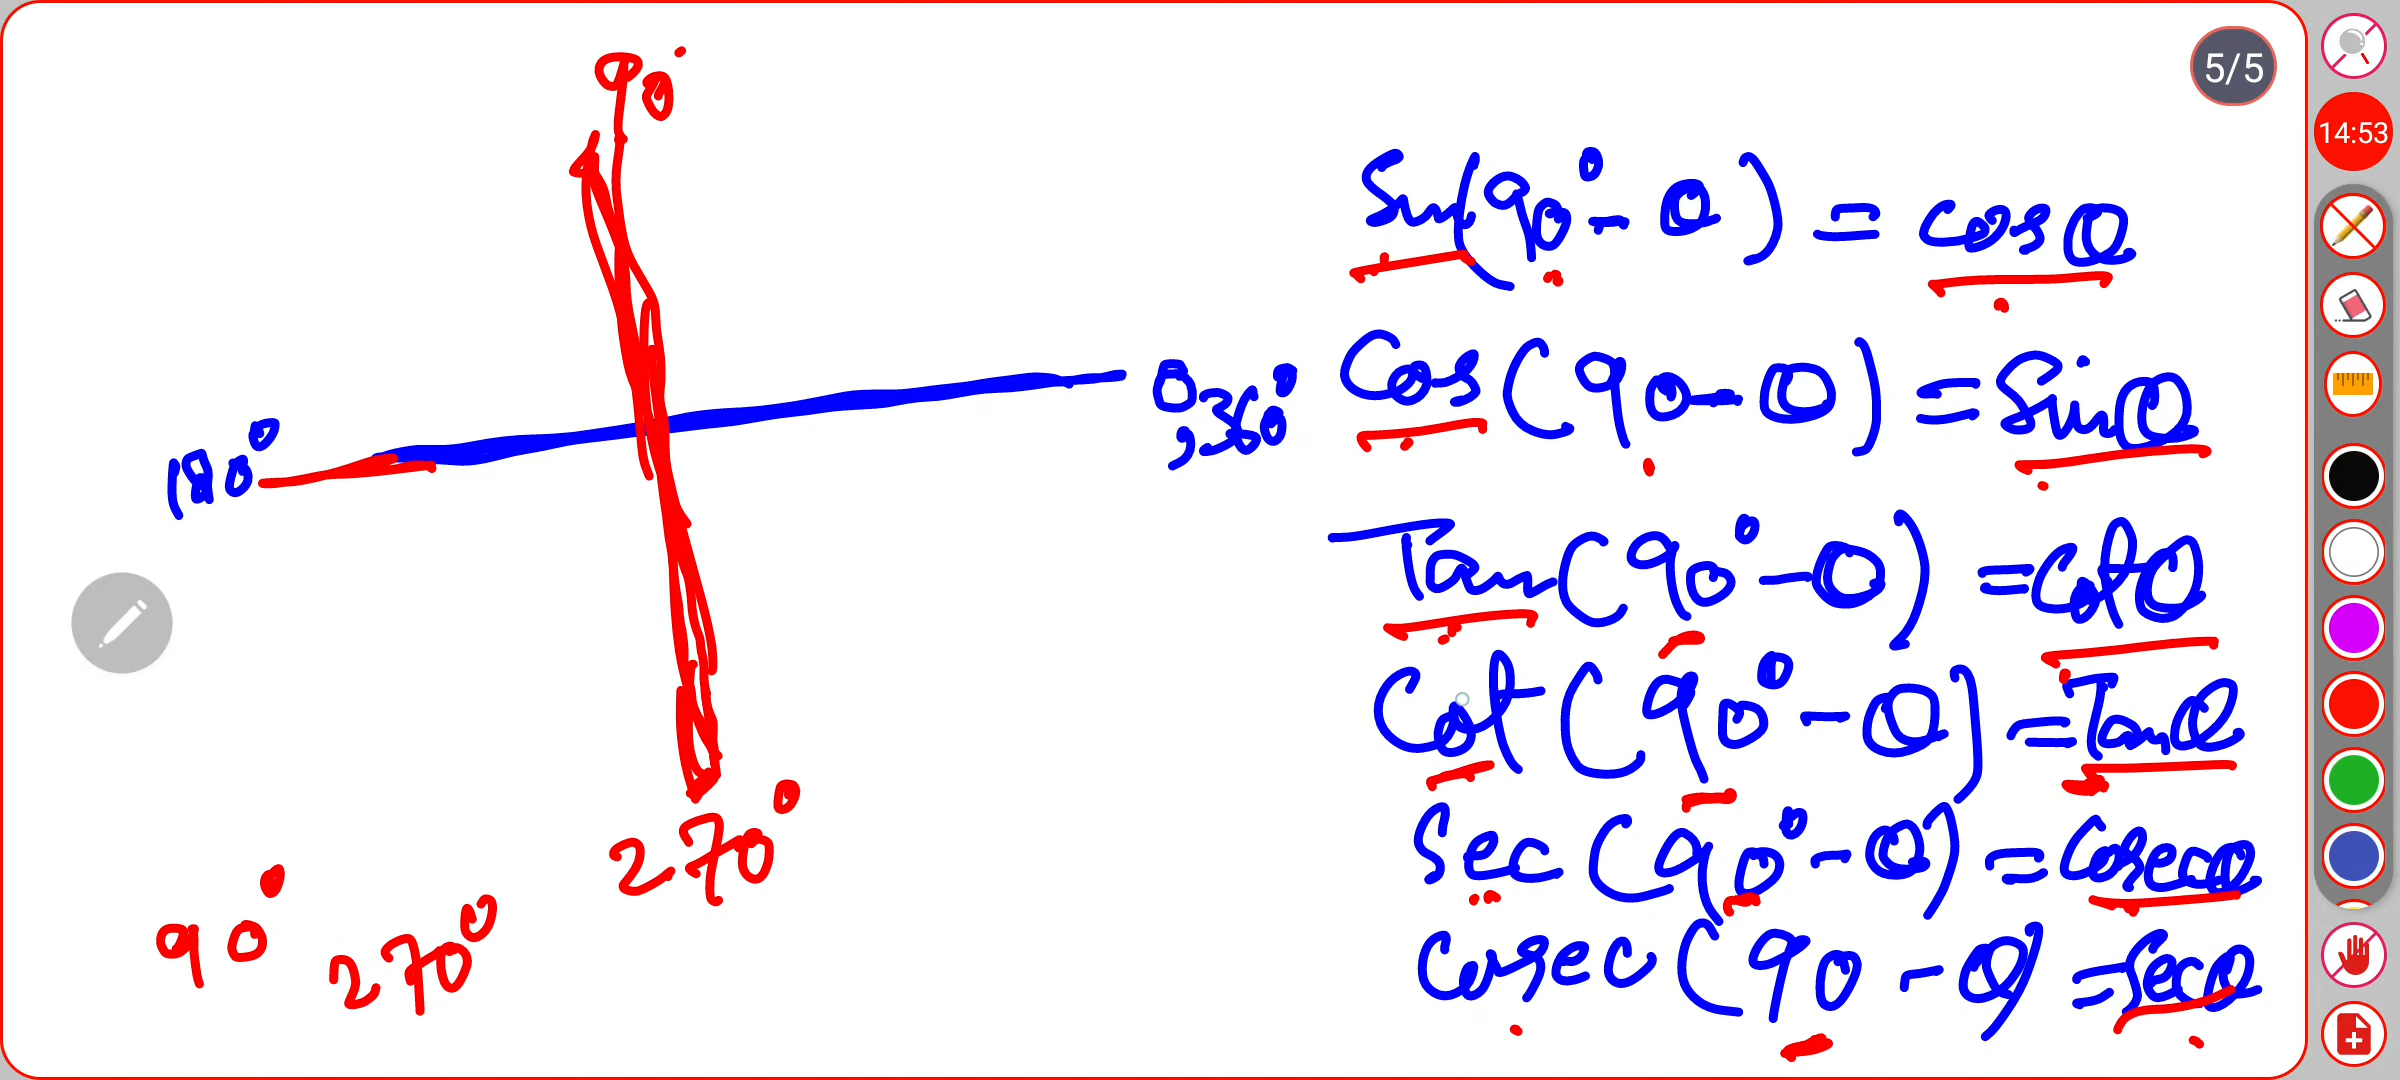 90°
5/5
14:53
Sin(90°-θ) = cosθ
180°
0,360°
Cos(90-θ) = Sinθ
Tan(90°-θ) = cotθ
Cot(90°-θ) = Tanθ
270°
Sec(90°-θ) = Cosecθ
90° 270°
Cosec(90-θ) = Secθ